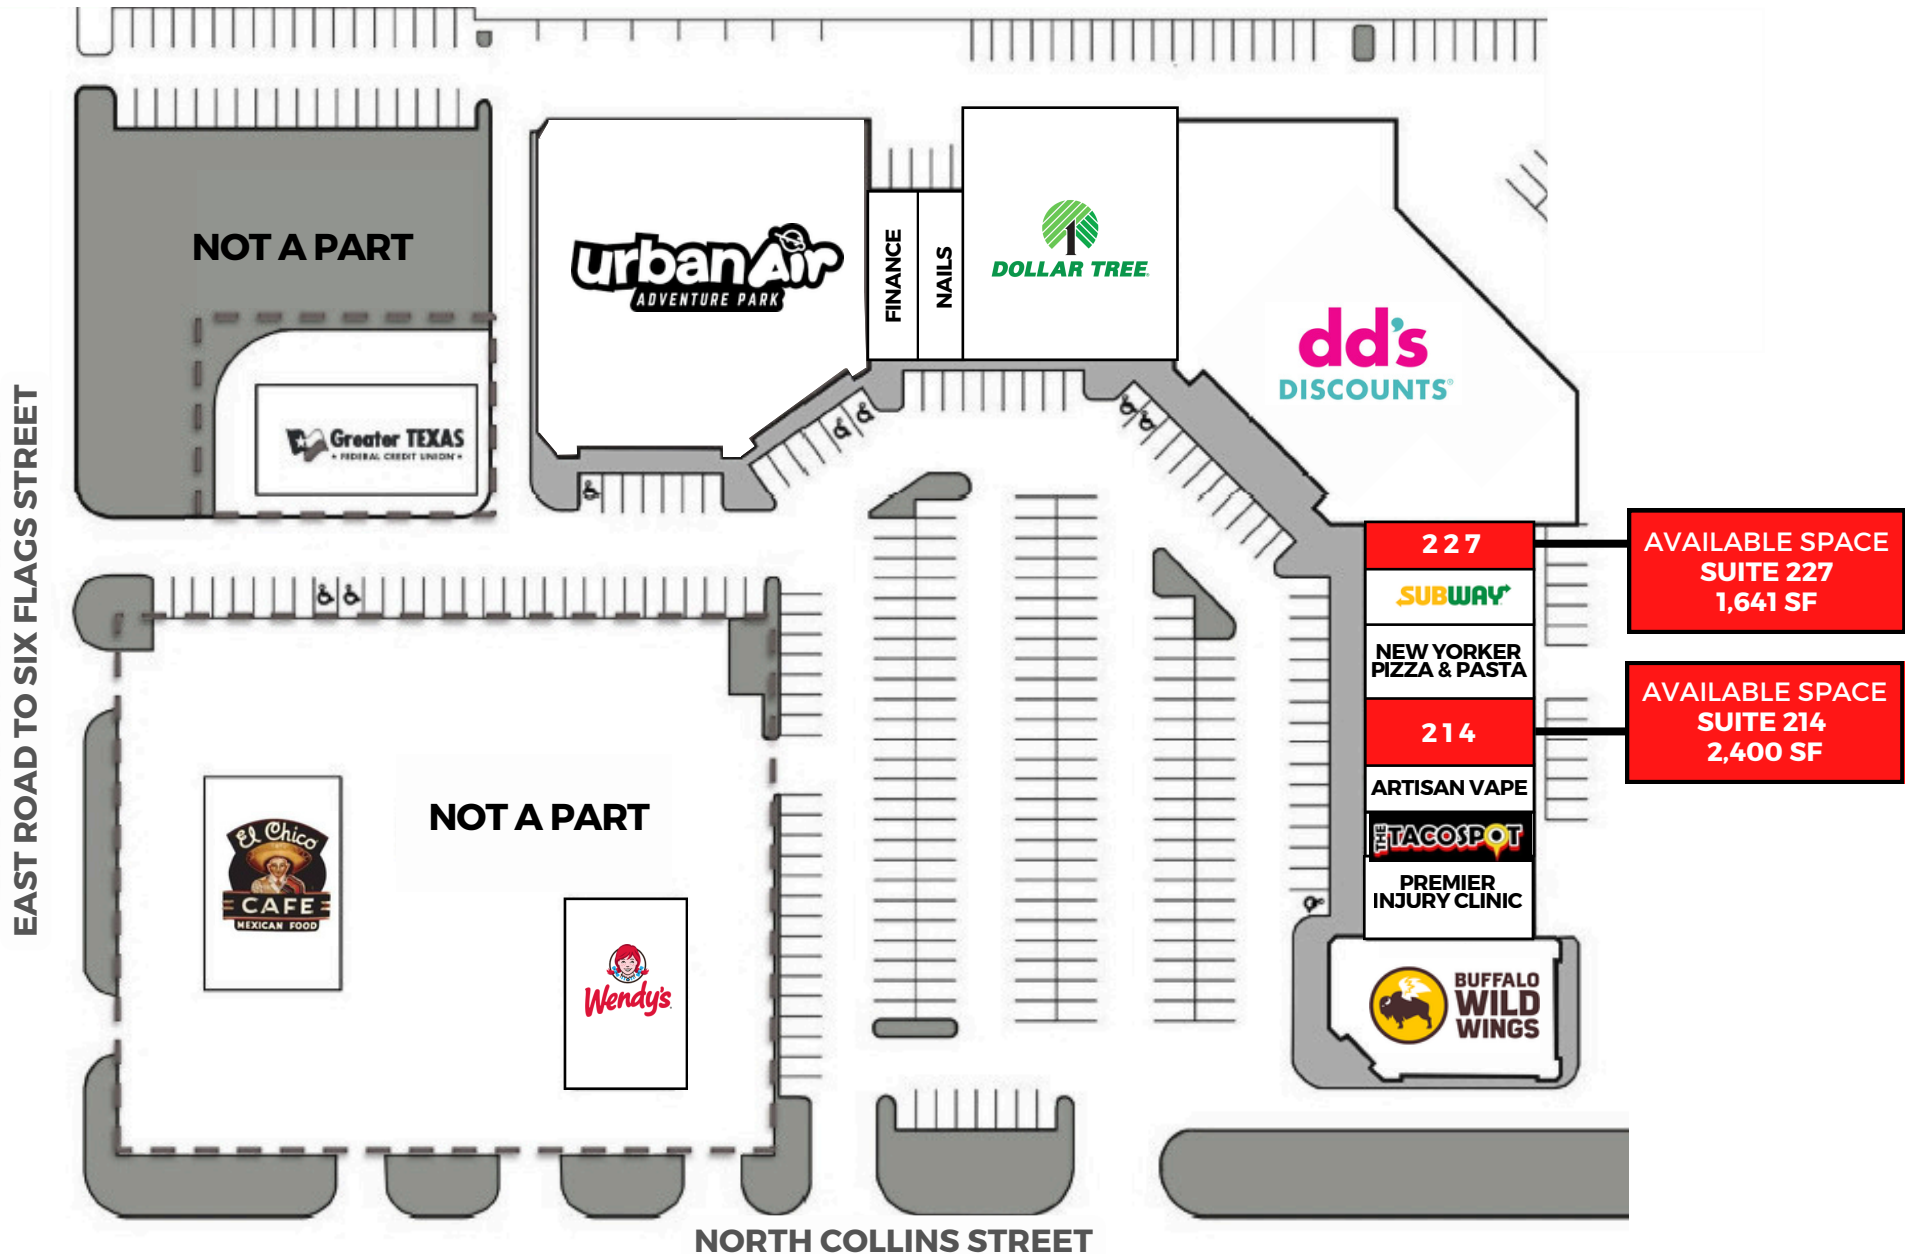 NOT A PART
urban Air
ADVENTURE PARK
FINANCE
NAILS
1
DOLLAR TREE
dd's
DISCOUNTS®
Greater TEXAS
FEDERAL CREDIT UNION
EAST ROAD TO SIX FLAGS STREET
227
SUBWAY
NEW YORKER
PIZZA & PASTA
214
ARTISAN VAPE
THE TACOSPOT
PREMIER
INJURY CLINIC
BUFFALO
WILD
WINGS
AVAILABLE SPACE
SUITE 227
1,641 SF
AVAILABLE SPACE
SUITE 214
2,400 SF
NOT A PART
El Chico
CAFE
MEXICAN FOOD
Wendy's
NORTH COLLINS STREET